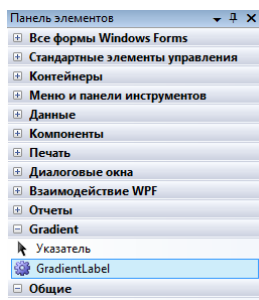 Панель элементов
Все формы Windows Forms
Стандартные элементы управления
Контейнеры
Меню и панели инструментов
Данные
Компоненты
Печать
Диалоговые окна
Взаимодействие WPF
Отчеты
Gradient
Указатель
GradientLabel
Общие